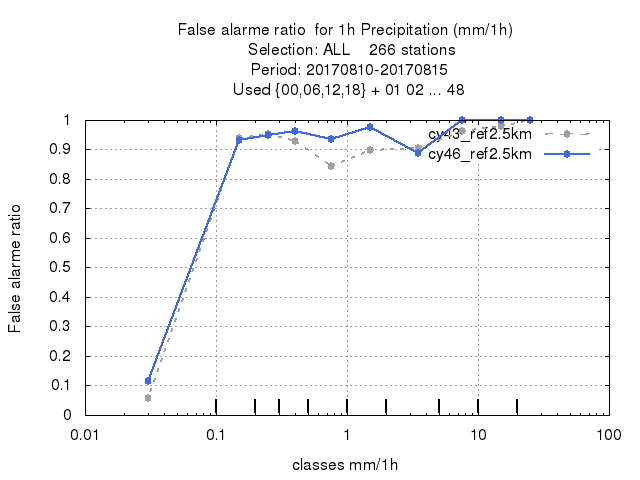 False alarme ratio  for 1h Precipitation (mm/1h)
Selection: ALL    266 stations
Period: 20170810-20170815
Used {00,06,12,18} + 01 02 ... 48
cy43_ref2.5km
cy46_ref2.5km
False alarme ratio
1
0.9
0.8
0.7
0.6
0.5
0.4
0.3
0.2
0.1
0
0.01 0.1 1 10 100
classes mm/1h